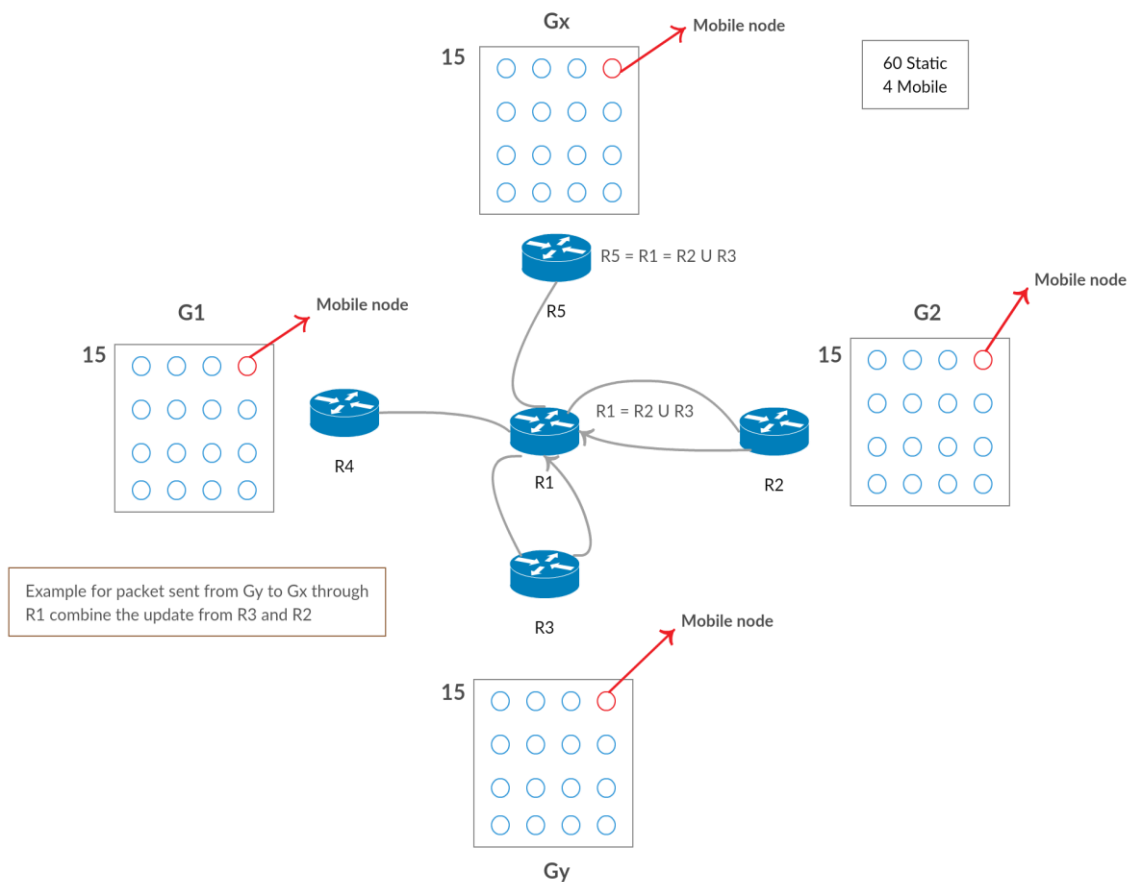 Gx
Mobile node
15
60 Static
4 Mobile
R5 = R1 = R2 U R3
R5
Mobile node
G1
15
Mobile node
G2
15
R4
R1 = R2 U R3
R1
R2
Example for packet sent from Gy to Gx through
R1 combine the update from R3 and R2
R3
Mobile node
15
Gy